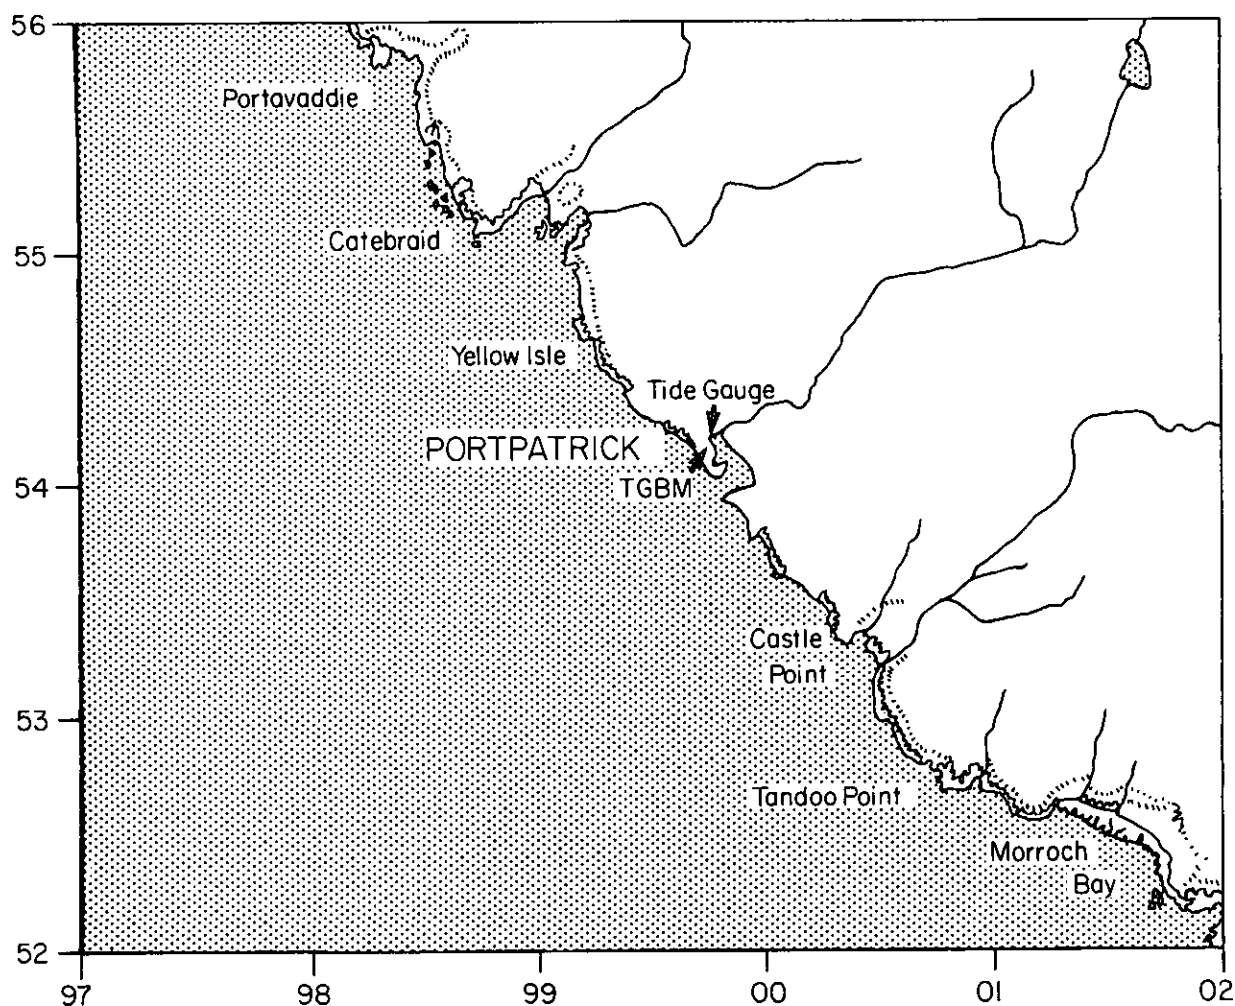 56
Portavaddie
Catebraid
55
Yellow Isle
Tide Gauge
PORTPATRICK
TGBM
54
Castle
Point
53
Tandoo Point
Morroch
Bay
52
97
98
99
00
01
02